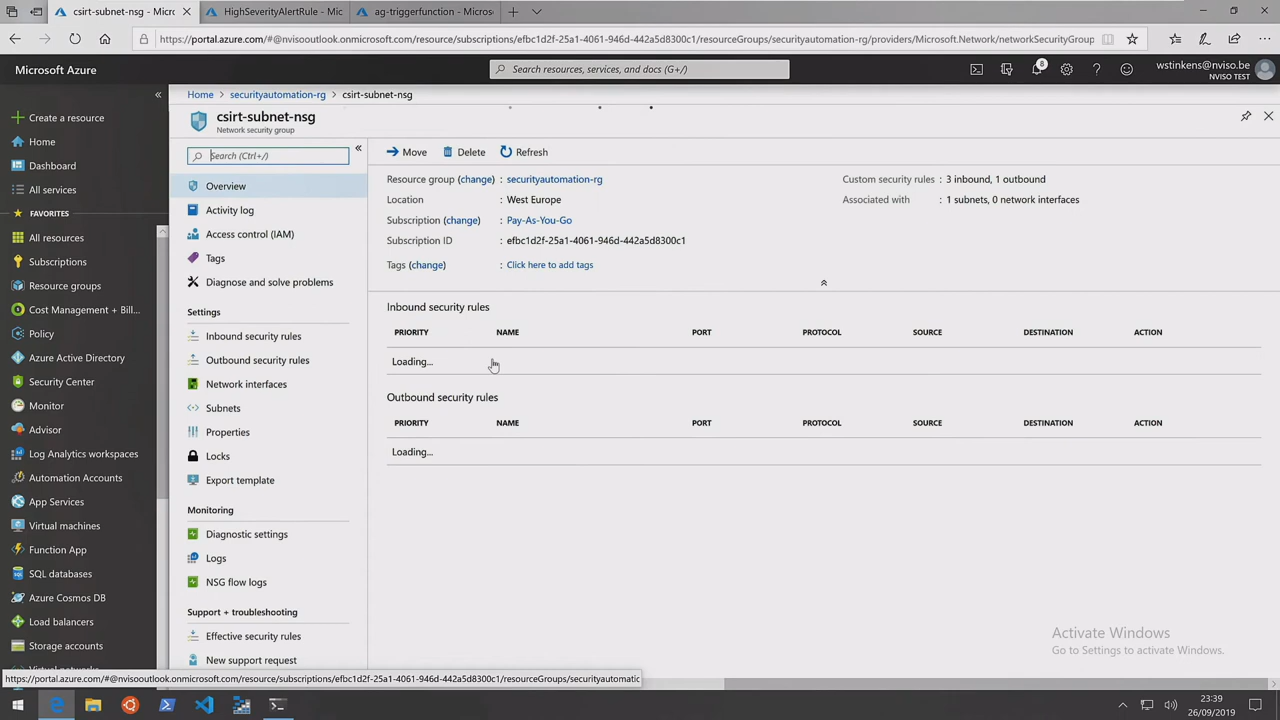 csirt-subnet-nsg - Micro
HighSeverityAlertRule - Mic
ag-triggerfunction - Micros
https://portal.azure.com/#@nvisooutlook.onmicrosoft.com/resource/subscriptions/efbc1d2f-25a1-4061-946d-442a5d8300c1/resourceGroups/securityautomation-rg/providers/Microsoft.Network/networkSecurityGroup
Microsoft Azure
Search resources, services, and docs (G+/)
8
wstinkens@nviso.be
NVISO TEST
«
Create a resource
Home
Dashboard
All services
FAVORITES
All resources
Subscriptions
Resource groups
Cost Management + Bill...
Policy
Azure Active Directory
Security Center
Monitor
Advisor
Log Analytics workspaces
Automation Accounts
App Services
Virtual machines
Function App
SQL databases
Azure Cosmos DB
Load balancers
Storage accounts
Virtual networks
Home > securityautomation-rg > csirt-subnet-nsg
csirt-subnet-nsg
Network security group
Search (Ctrl+/)
«
Overview
Activity log
Access control (IAM)
Tags
Diagnose and solve problems
Settings
Inbound security rules
Outbound security rules
Network interfaces
Subnets
Properties
Locks
Export template
Monitoring
Diagnostic settings
Logs
NSG flow logs
Support + troubleshooting
Effective security rules
New support request
Move Delete Refresh
Resource group (change) : securityautomation-rg
Location : West Europe
Subscription (change) : Pay-As-You-Go
Subscription ID : efbc1d2f-25a1-4061-946d-442a5d8300c1
Tags (change) : Click here to add tags
Custom security rules : 3 inbound, 1 outbound
Associated with : 1 subnets, 0 network interfaces
Inbound security rules
PRIORITY NAME PORT PROTOCOL SOURCE DESTINATION ACTION
Loading...
Outbound security rules
PRIORITY NAME PORT PROTOCOL SOURCE DESTINATION ACTION
Loading...
Activate Windows
Go to Settings to activate Windows.
https://portal.azure.com/#@nvisooutlook.onmicrosoft.com/resource/subscriptions/efbc1d2f-25a1-4061-946d-442a5d8300c1/resourceGroups/securityautomatic
23:39
26/09/2019